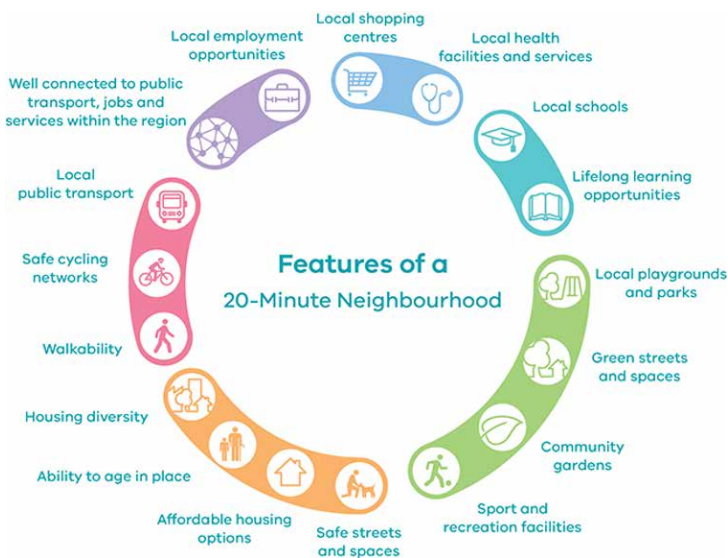 Features of a
20-Minute Neighbourhood
Local shopping
centres
Local health
facilities and services
Local schools
Lifelong learning
opportunities
Local playgrounds
and parks
Green streets
and spaces
Community
gardens
Sport and
recreation facilities
Safe streets
and spaces
Affordable housing
options
Ability to age in place
Housing diversity
Walkability
Safe cycling
networks
Local
public transport
Well connected to public
transport, jobs and
services within the region
Local employment
opportunities